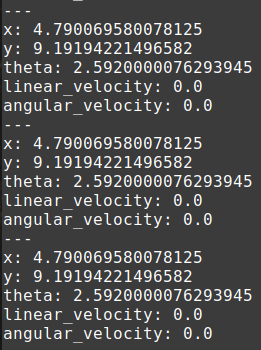 ---
x: 4.790069580078125
y: 9.19194221496582
theta: 2.5920000076293945
linear_velocity: 0.0
angular_velocity: 0.0
---
x: 4.790069580078125
y: 9.19194221496582
theta: 2.5920000076293945
linear_velocity: 0.0
angular_velocity: 0.0
---
x: 4.790069580078125
y: 9.19194221496582
theta: 2.5920000076293945
linear_velocity: 0.0
angular_velocity: 0.0